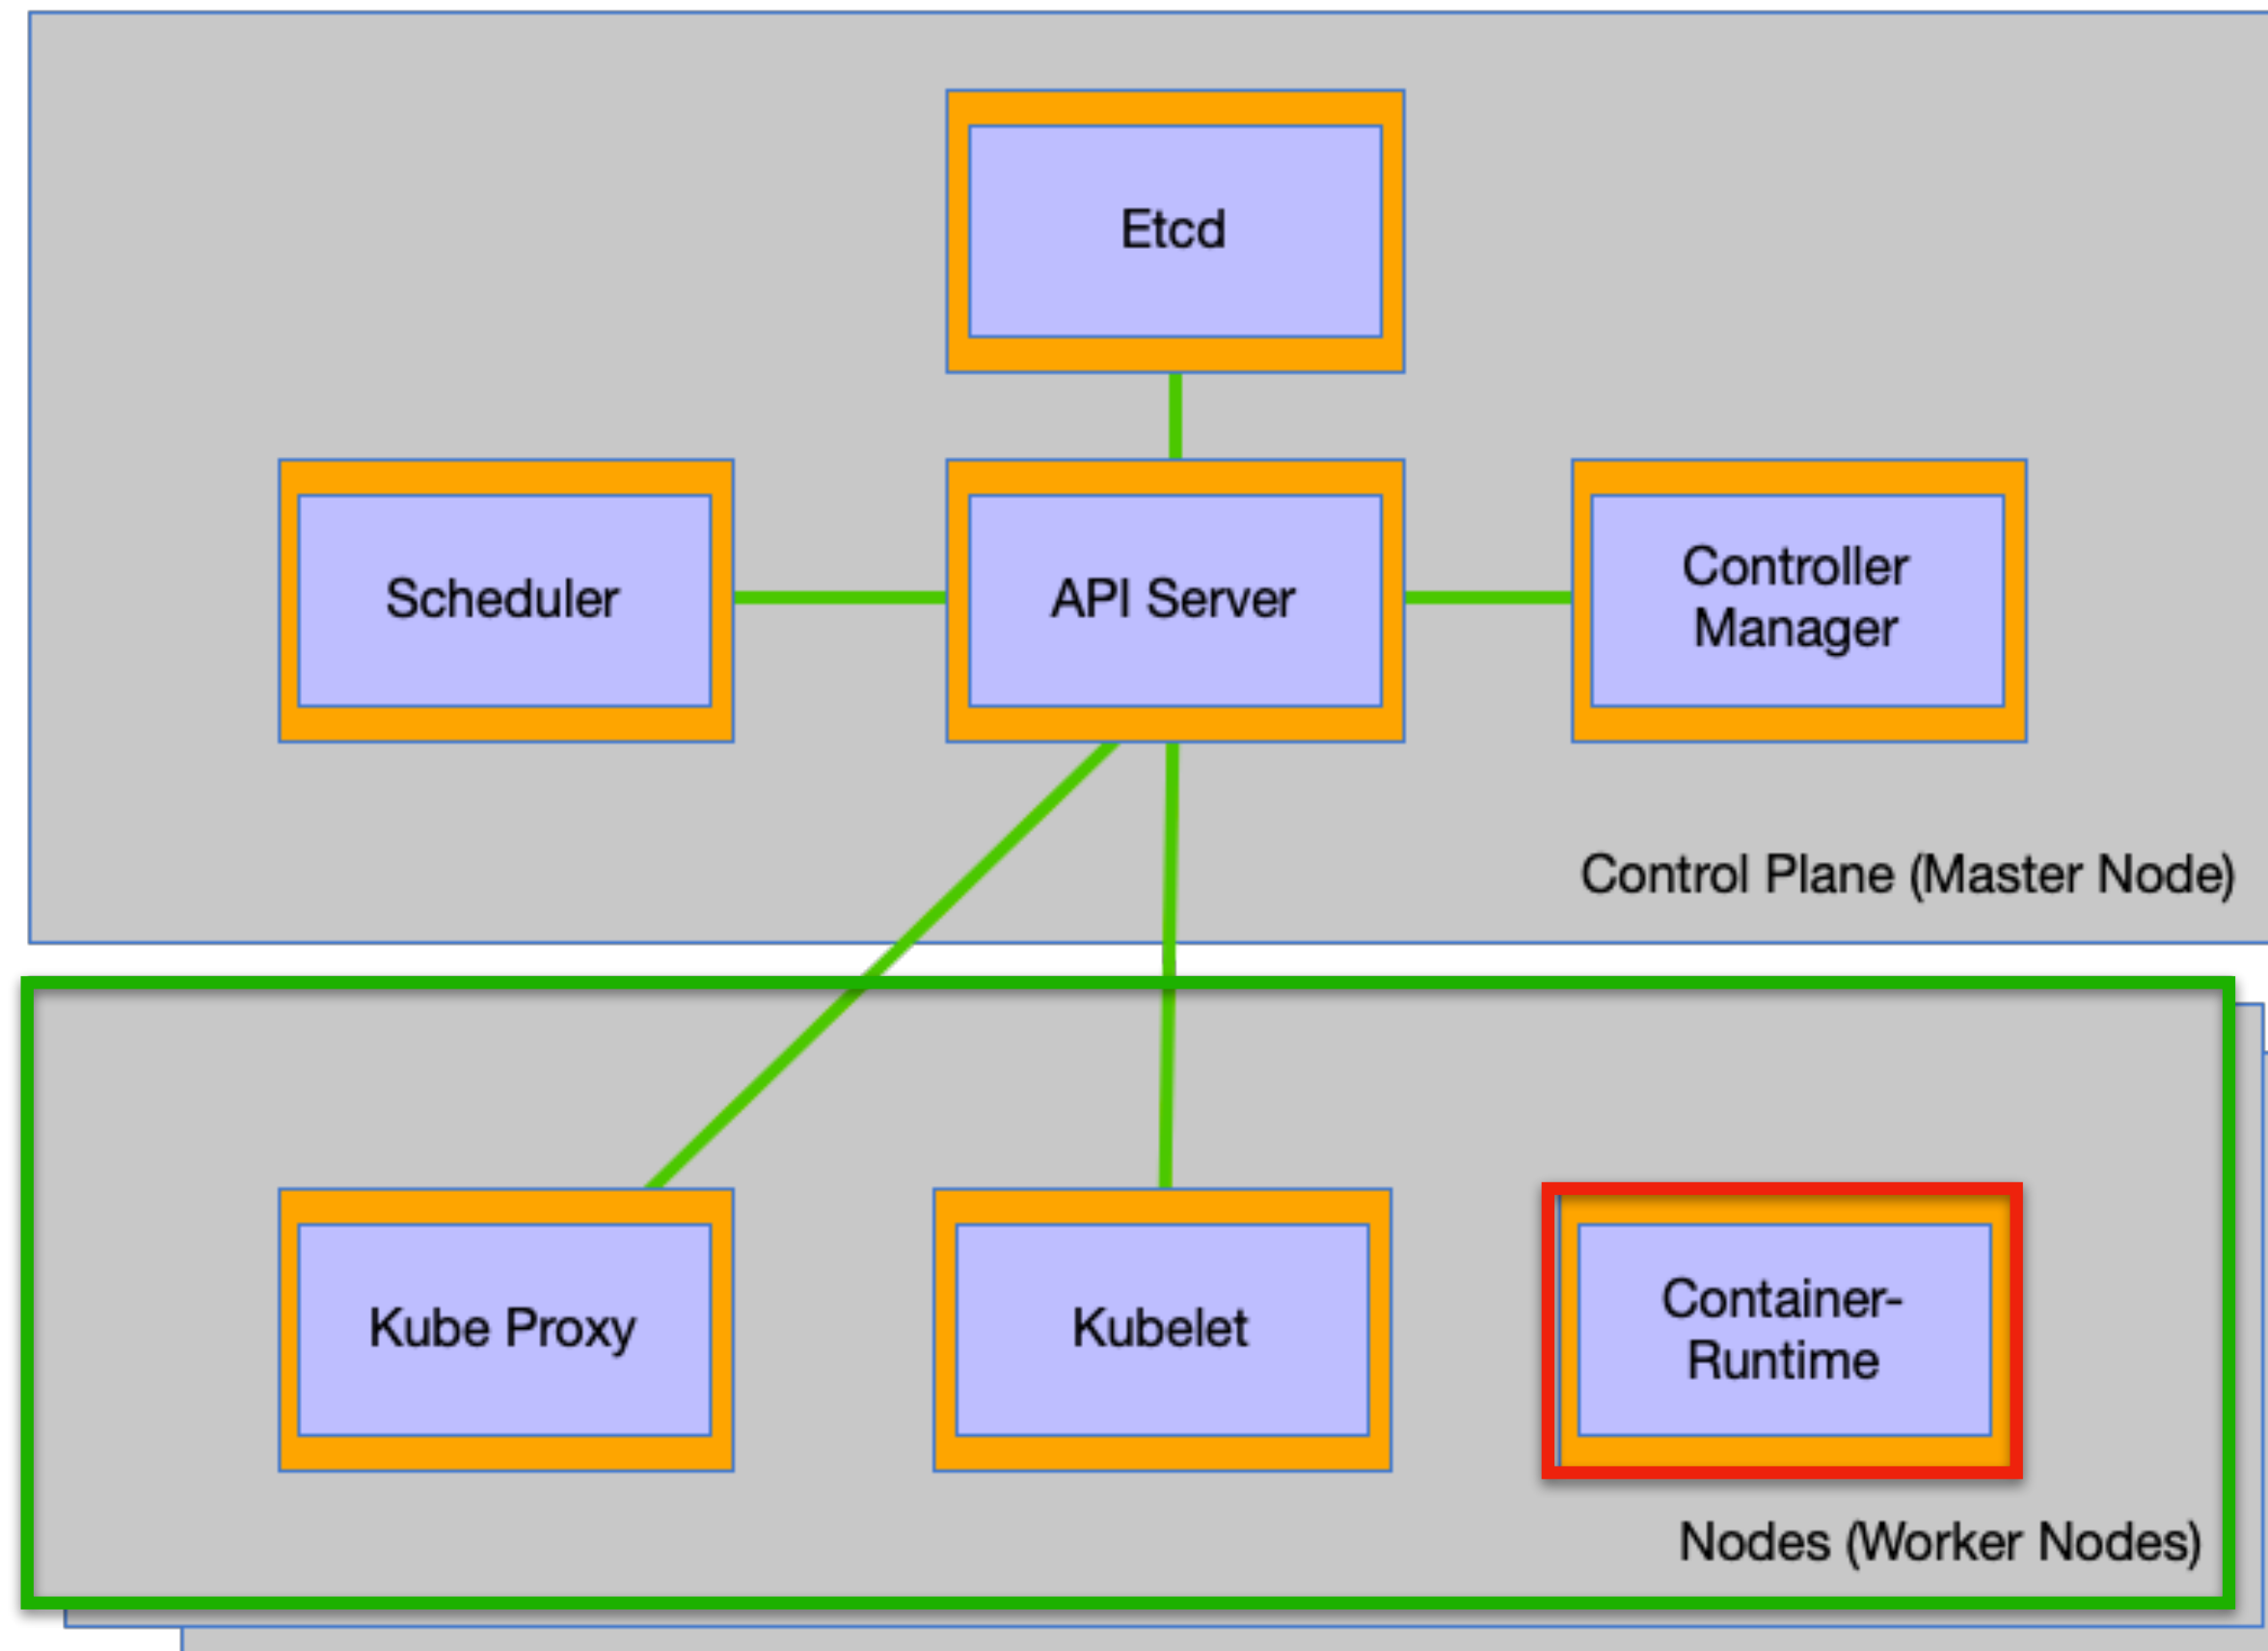 Etcd
Scheduler
API Server
Controller
Manager
Control Plane (Master Node)
Kube Proxy
Kubelet
Container-
Runtime
Nodes (Worker Nodes)